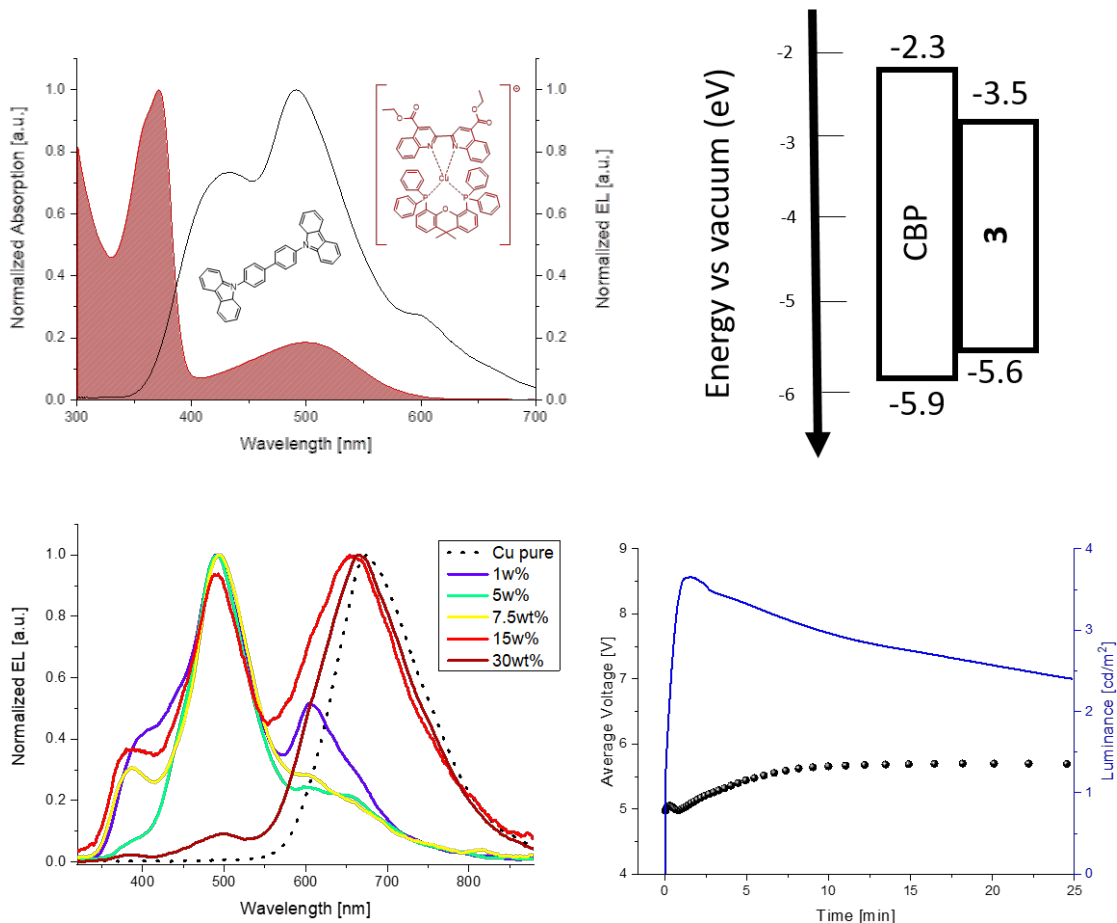 Normalized Absorption [a.u.]
1.0
0.8
0.6
0.4
0.2
0.0
300 400 500 600 700
Wavelength [nm]
1.0
0.8
0.6
0.4
0.2
0.0
Normalized EL [a.u.]
O O
O O
N N
Cu
P P
O
⊕
N
N
Energy vs vacuum (eV)
-2
-3
-4
-5
-6
-2.3
-3.5
CBP
3
-5.6
-5.9
Normalized EL [a.u.]
1.0
0.8
0.6
0.4
0.2
0.0
400 500 600 700 800
Wavelength [nm]
Cu pure
1w%
5w%
7.5wt%
15w%
30wt%
Average Voltage [V]
9
8
7
6
5
4
0 5 10 15 20 25
Time [min]
4
3
2
1
0
Luminance [cd/m²]